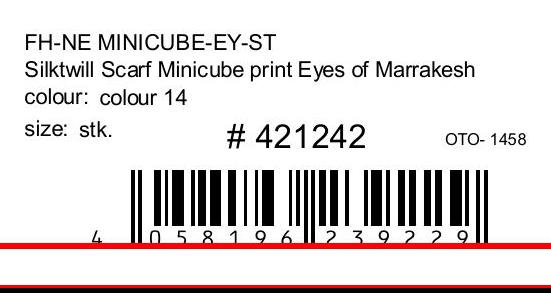 FH-NE MINICUBE-EY-ST
Silktwill Scarf Minicube print Eyes of Marrakesh
colour: colour 14
size: stk.
# 421242
OTO- 1458
4 058196 239229